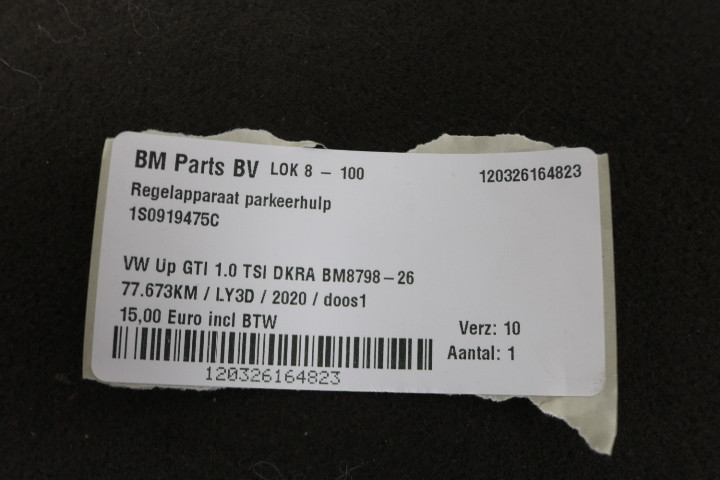 BM Parts BV LOK 8 - 100 120326164823
Regelapparaat parkeerhulp
1S0919475C
VW Up GTI 1.0 TSI DKRA BM8798-26
77.673KM / LY3D / 2020 / doos1
15,00 Euro incl BTW
Verz: 10
Aantal: 1
120326164823